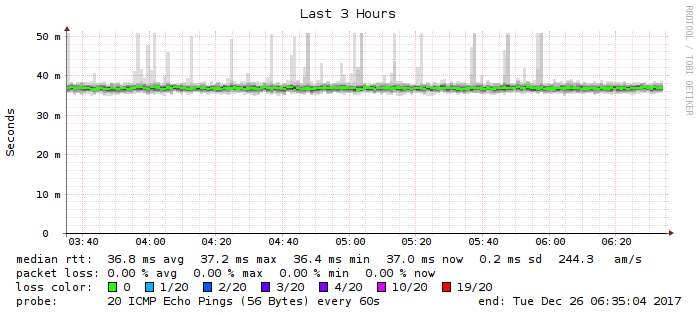 Last 3 Hours
RRDTOOL / TOBI OETIKER
Seconds
50 m
40 m
30 m
20 m
10 m
0
03:40 04:00 04:20 04:40 05:00 05:20 05:40 06:00 06:20
median rtt: 36.8 ms avg 37.2 ms max 36.4 ms min 37.0 ms now 0.2 ms sd 244.3 am/s
packet loss: 0.00 % avg 0.00 % max 0.00 % min 0.00 % now
loss color: 0 1/20 2/20 3/20 4/20 10/20 19/20
probe: 20 ICMP Echo Pings (56 Bytes) every 60s end: Tue Dec 26 06:35:04 2017